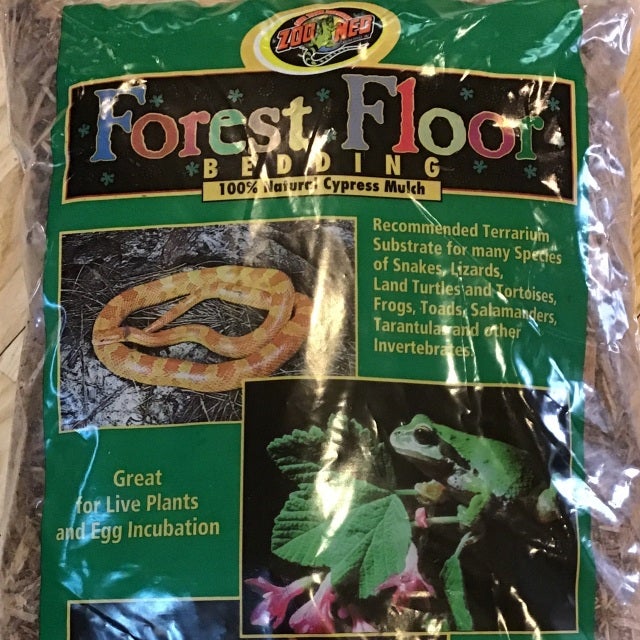 ZOO MED
Forest Floor
BEDDING
100% Natural Cypress Mulch
Recommended Terrarium
Substrate for many Species
of Snakes, Lizards,
Land Turtles and Tortoises,
Frogs, Toads, Salamanders,
Tarantulas and other
Invertebrates.
Great
for Live Plants
and Egg Incubation